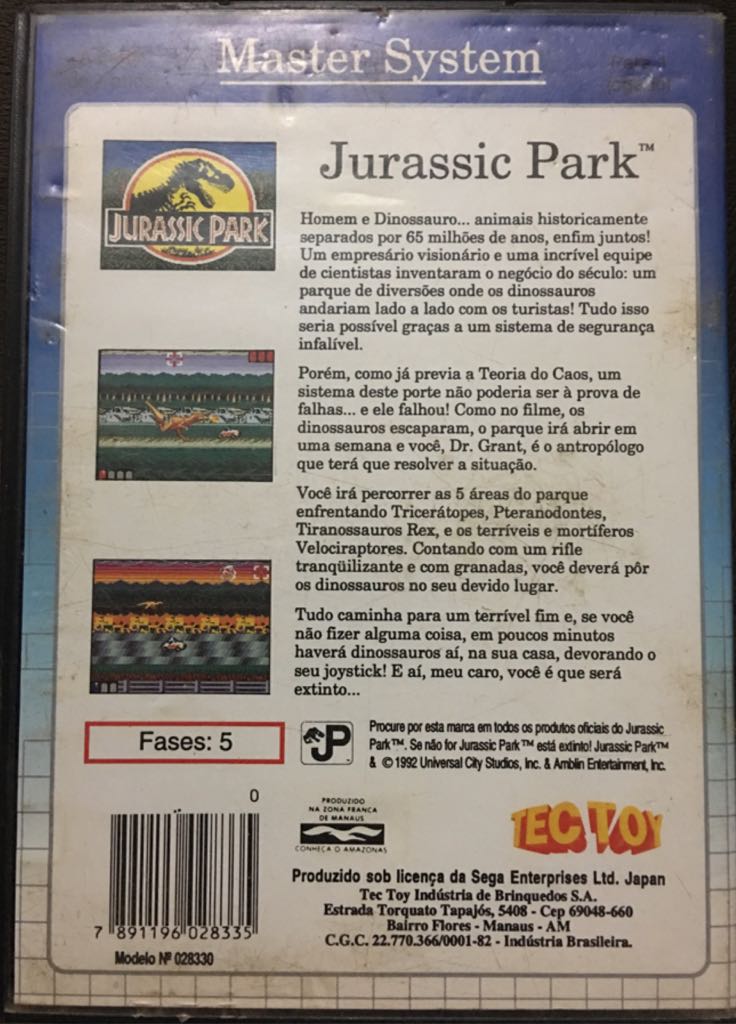 Master System
Jurassic Park™
JURASSIC PARK
Homem e Dinossauro... animais historicamente
separados por 65 milhões de anos, enfim juntos!
Um empresário visionário e uma incrível equipe
de cientistas inventaram o negócio do século: um
parque de diversões onde os dinossauros
andariam lado a lado com os turistas! Tudo isso
seria possível graças a um sistema de segurança
infalível.
Porém, como já previa a Teoria do Caos, um
sistema deste porte não poderia ser à prova de
falhas... e ele falhou! Como no filme, os
dinossauros escaparam, o parque irá abrir em
uma semana e você, Dr. Grant, é o antropólogo
que terá que resolver a situação.
Você irá percorrer as 5 áreas do parque
enfrentando Tricerátopes, Pteranodontes,
Tiranossauros Rex, e os terríveis e mortíferos
Velociraptores. Contando com um rifle
tranqüilizante e com granadas, você deverá pôr
os dinossauros no seu devido lugar.
Tudo caminha para um terrível fim e, se você
não fizer alguma coisa, em poucos minutos
haverá dinossauros aí, na sua casa, devorando o
seu joystick! E aí, meu caro, você é que será
extinto...
Fases: 5
JP
Procure por esta marca em todos os produtos oficiais do Jurassic
Park™. Se não for Jurassic Park™ está extinto! Jurassic Park™
& © 1992 Universal City Studios, Inc. & Amblin Entertainment, Inc.
0
7 891196 028335
Modelo Nº 028330
PRODUZIDO
NA ZONA FRANCA
DE MANAUS
CONHEÇA O AMAZONAS
TEC TOY
Produzido sob licença da Sega Enterprises Ltd. Japan
Tec Toy Indústria de Brinquedos S.A.
Estrada Torquato Tapajós, 5408 - Cep 69048-660
Bairro Flores - Manaus - AM
C.G.C. 22.770.366/0001-82 - Indústria Brasileira.